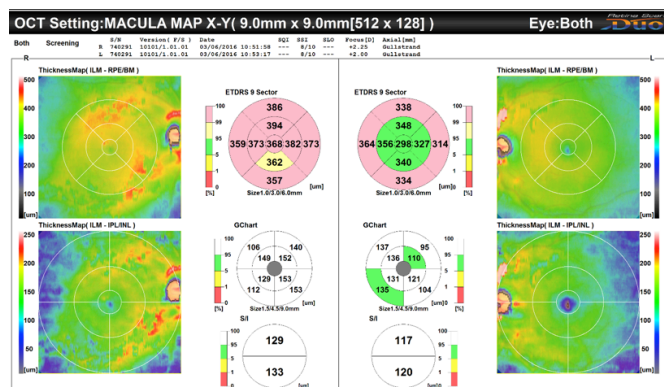 OCT Setting:MACULA MAP X-Y( 9.0mm x 9.0mm[512 x 128] ) Eye:Both Retina Scan Duo
Both Screening S/N Version( F/S ) Date SQI SSI SLO Focus[D] Axial[mm]
R 740291 10101/1.01.01 03/06/2016 10:51:58 --- 8/10 --- +2.25 Gullstrand
L 740291 10101/1.01.01 03/06/2016 10:53:17 --- 8/10 --- +2.00 Gullstrand
R
ThicknessMap( ILM - RPE/BM )
500
400
300
200
100
[um]
ETDRS 9 Sector
100
99
95
5
1
0
[%]
386
394
359 373 368 382 373
362
357
[um]
Size1.0/3.0/6.0mm
ThicknessMap( ILM - IPL/INL )
250
200
150
100
50
[um]
GChart
100
95
5
1
0
[%]
106 140
149 152
129 153
112 153
[um]
Size1.5/4.5/9.0mm
S/I
100
95
5
1
0
[%]
129
133
[um]
L
ETDRS 9 Sector
100
99
95
5
1
0
[%]
338
348
364 356 298 327 314
340
334
[um]
Size1.0/3.0/6.0mm
ThicknessMap( ILM - RPE/BM )
500
400
300
200
100
[um]
GChart
100
95
5
1
0
[%]
137 95
136 110
131 121
135 104
[um]
Size1.5/4.5/9.0mm
ThicknessMap( ILM - IPL/INL )
250
200
150
100
50
[um]
S/I
100
95
5
1
0
[%]
117
120
[um]